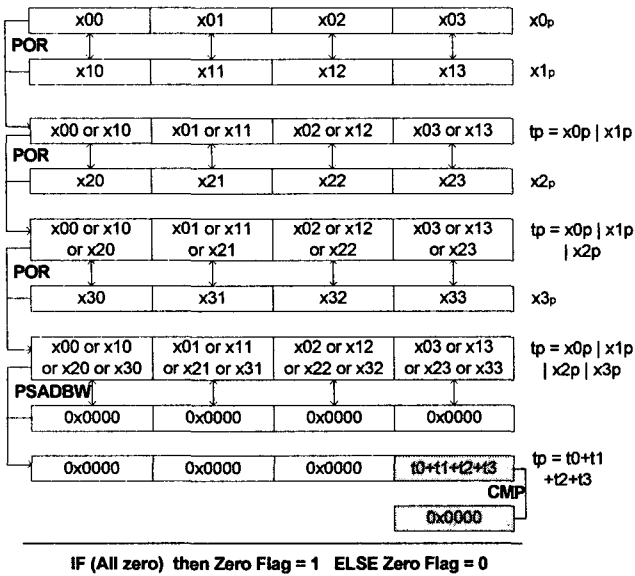 x00 x01 x02 x03 x0p
POR
x10 x11 x12 x13 x1p
x00 or x10 x01 or x11 x02 or x12 x03 or x13 tp = x0p | x1p
POR
x20 x21 x22 x23 x2p
x00 or x10 x01 or x11 x02 or x12 x03 or x13 tp = x0p | x1p
or x20 or x21 or x22 or x23 | x2p
POR
x30 x31 x32 x33 x3p
x00 or x10 x01 or x11 x02 or x12 x03 or x13 tp = x0p | x1p
or x20 or x30 or x21 or x31 or x22 or x32 or x23 or x33 | x2p | x3p
PSADBW
0x0000 0x0000 0x0000 0x0000
0x0000 0x0000 0x0000 t0+t1+t2+t3 tp = t0+t1
+t2+t3
CMP
0x0000
IF (All zero) then Zero Flag = 1 ELSE Zero Flag = 0